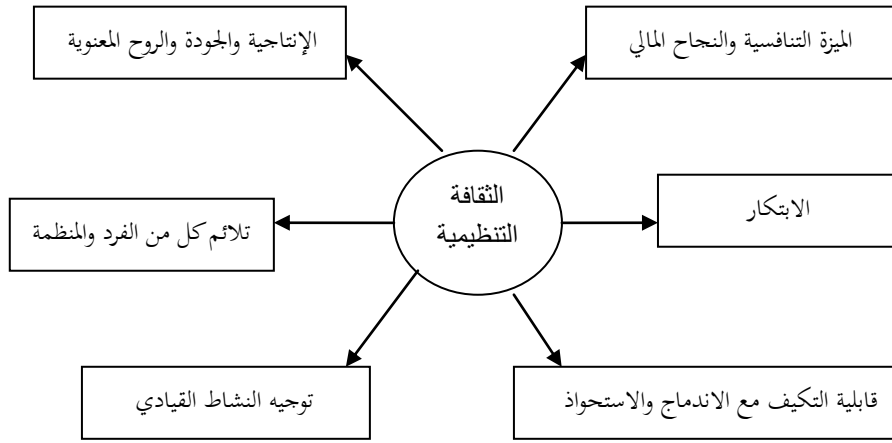 الميزة التنافسية والنجاح المالي
الإنتاجية والجودة والروح المعنوية
الثقافة
التنظيمية
الابتكار
تلائم كل من الفرد والمنظمة
قابلية التكيف مع الاندماج والاستحواذ
توجيه النشاط القيادي